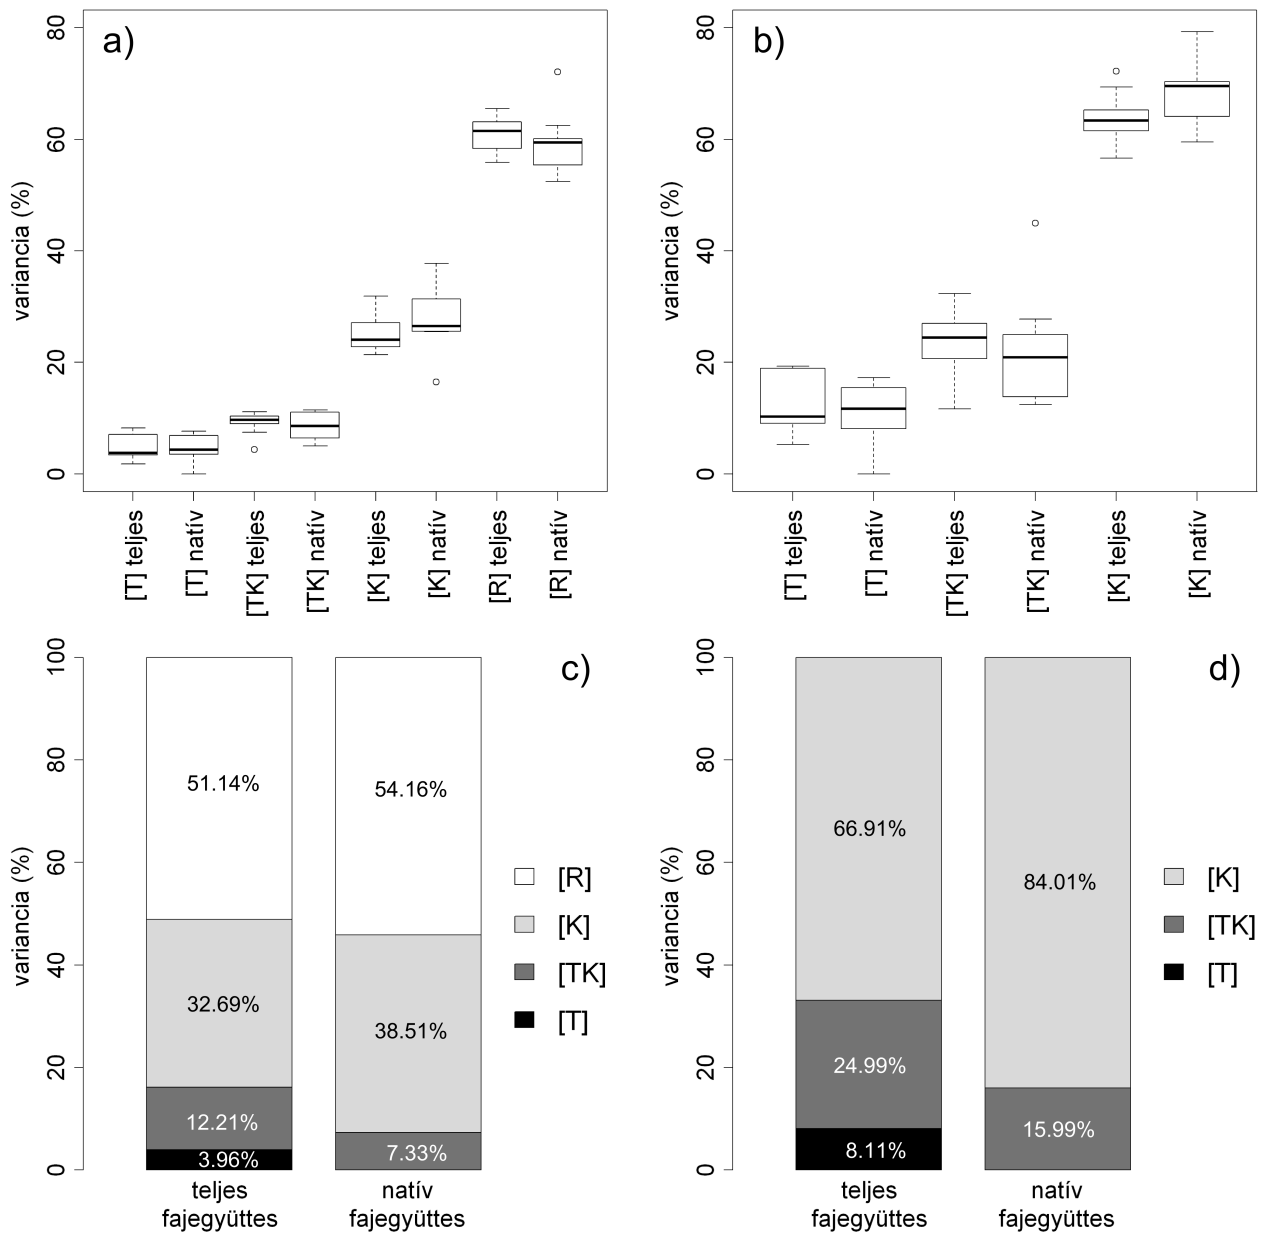 a)
variancia (%)
0
20
40
60
80
[T] teljes
[T] natív
[TK] teljes
[TK] natív
[K] teljes
[K] natív
[R] teljes
[R] natív
b)
variancia (%)
0
20
40
60
80
[T] teljes
[T] natív
[TK] teljes
[TK] natív
[K] teljes
[K] natív
c)
variancia (%)
0
20
40
60
80
100
51.14%
32.69%
12.21%
3.96%
54.16%
38.51%
7.33%
teljes
fajegyüttes
natív
fajegyüttes
[R]
[K]
[TK]
[T]
d)
variancia (%)
0
20
40
60
80
100
66.91%
24.99%
8.11%
84.01%
15.99%
teljes
fajegyüttes
natív
fajegyüttes
[K]
[TK]
[T]